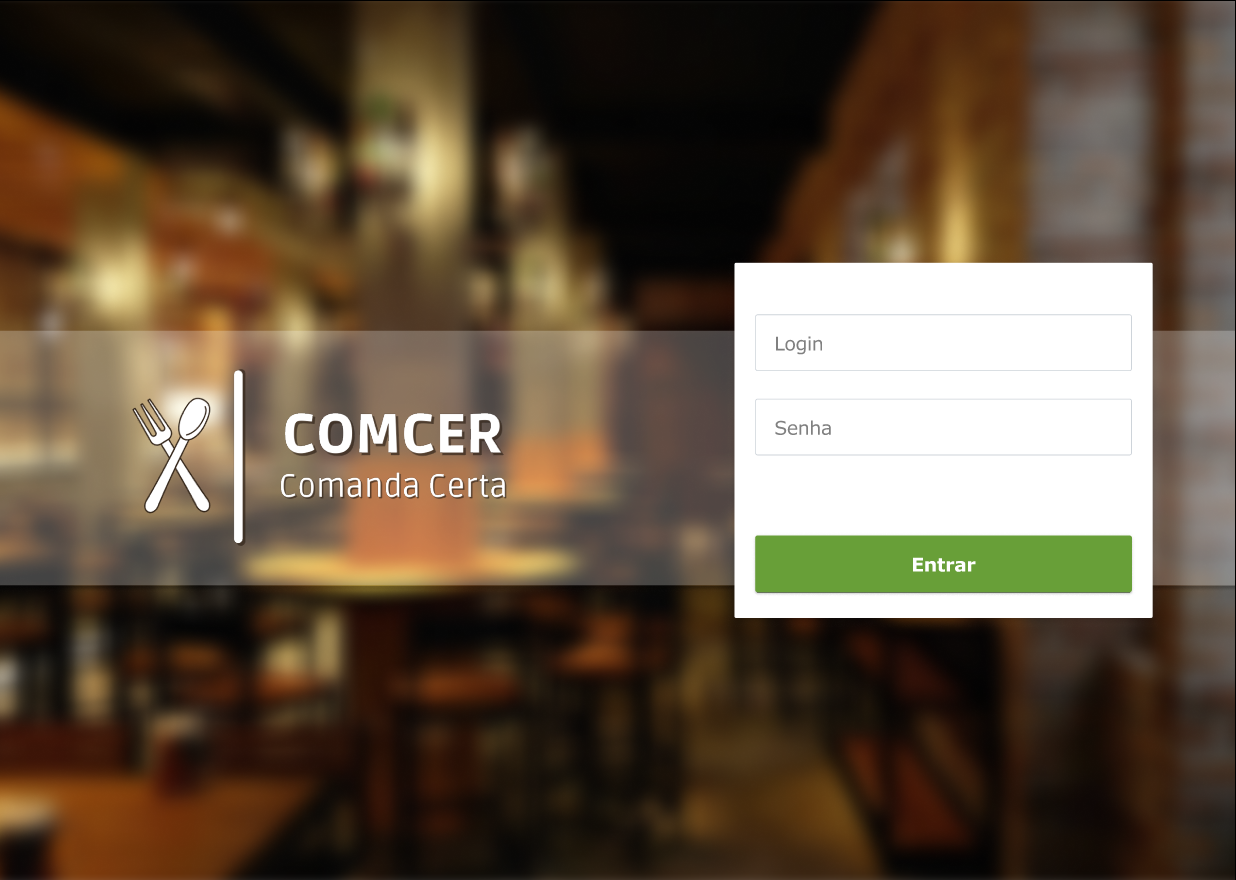 COMCER
Comanda Certa
Login
Senha
Entrar